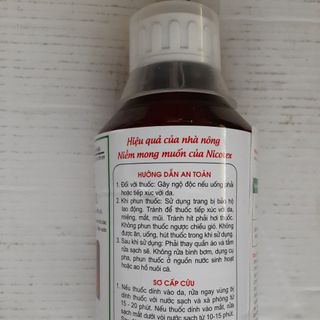 Hiệu quả của nhà nông
Niềm mong muốn của Nicotex
HƯỚNG DẪN AN TOÀN
1. Đối với thuốc: Gây ngộ độc nếu uống phải
hoặc tiếp xúc với da.
2. Khi phun thuốc: Sử dụng trang bị bảo hộ
lao động. Tránh để thuốc tiếp xúc với da,
miệng, mắt, mũi. Tránh hít phải hơi thuốc.
Không phun thuốc ngược chiều gió. Không
được ăn, uống, hút thuốc trong khi sử dụng.
3. Sau khi sử dụng: Phải thay quần áo và tắm
rửa sạch sẽ. Không rửa bình bơm, dụng cụ
pha, phun thuốc ở nguồn nước sinh hoạt
hoặc ao hồ nuôi cá.
SƠ CẤP CỨU
1. Nếu thuốc dính vào da, rửa ngay vùng bị
dính thuốc với nước sạch và xà phòng từ
15 - 20 phút. Nếu thuốc dính vào mắt, rửa
mắt dưới vòi nước sạch từ 10-15 phút.